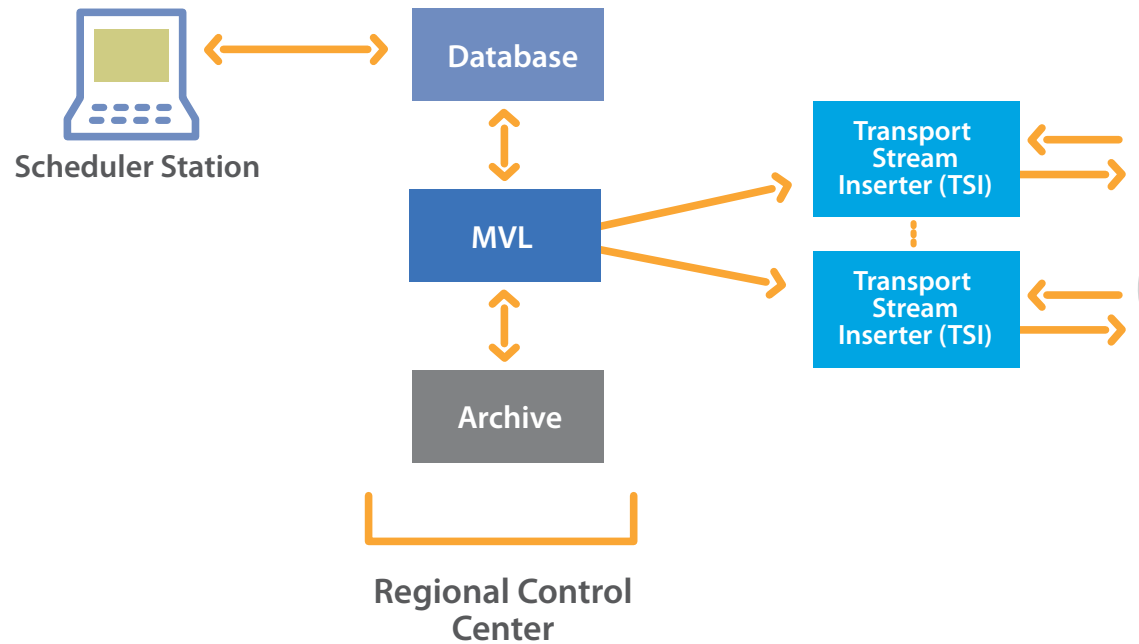 Scheduler Station
Database
MVL
Archive
Regional Control
Center
Transport
Stream
Inserter (TSI)
Transport
Stream
Inserter (TSI)